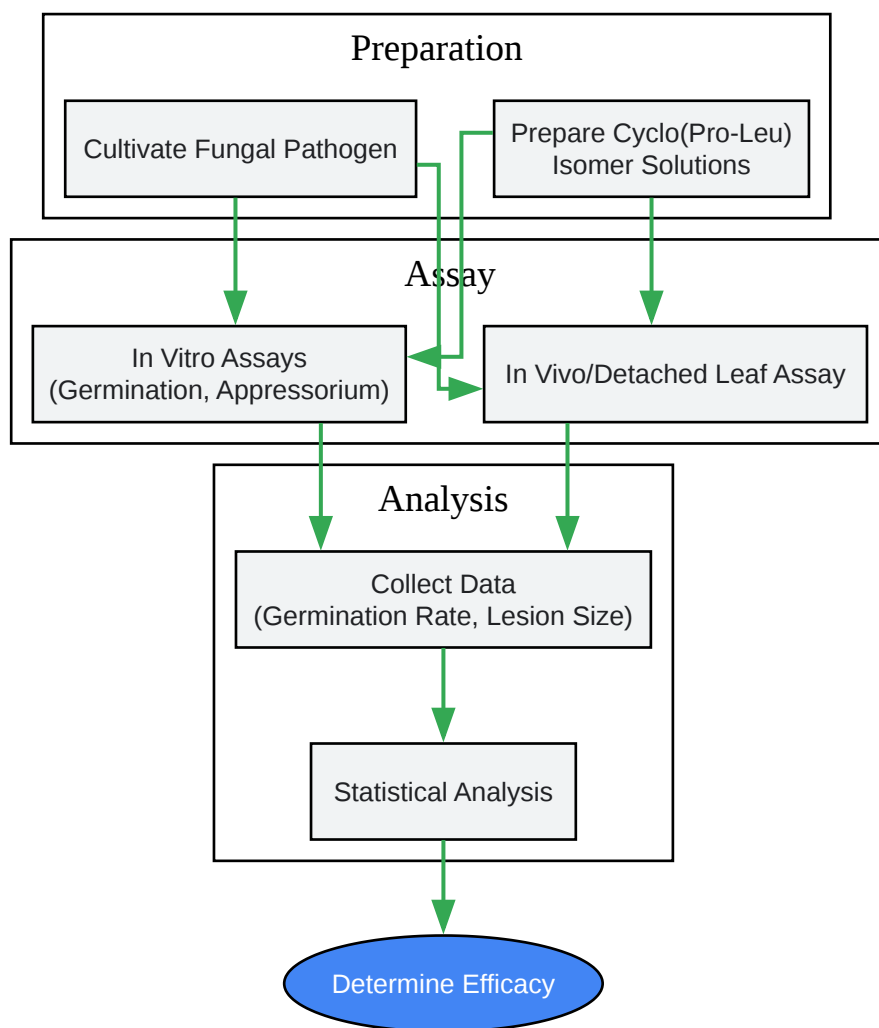 Preparation
Cultivate Fungal Pathogen
Prepare Cyclo(Pro-Leu)
Isomer Solutions
Assay
In Vitro Assays
(Germination, Appressorium)
In Vivo/Detached Leaf Assay
Analysis
Collect Data
(Germination Rate, Lesion Size)
Statistical Analysis
Determine Efficacy